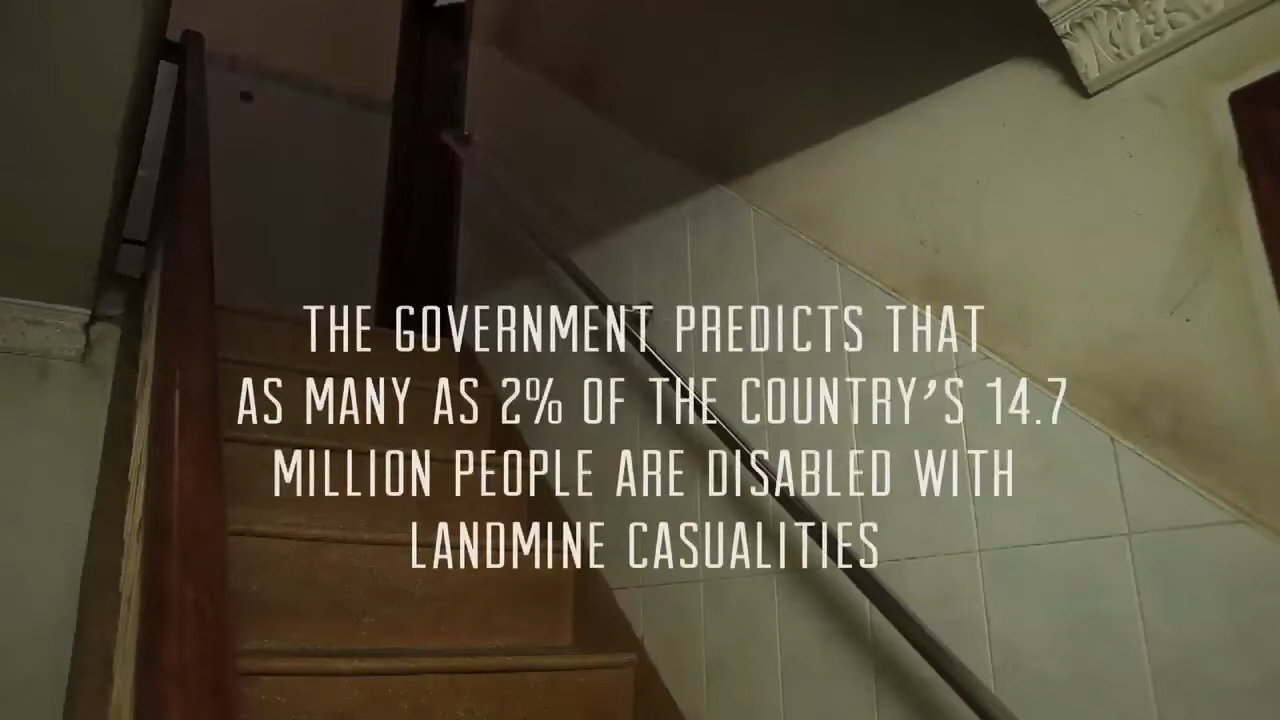 THE GOVERNMENT PREDICTS THAT
AS MANY AS 2% OF THE COUNTRY'S 14.7
MILLION PEOPLE ARE DISABLED WITH
LANDMINE CASUALITIES